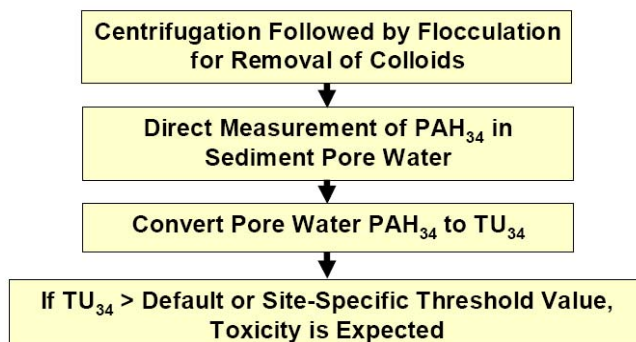 Centrifugation Followed by Flocculation
for Removal of Colloids
Direct Measurement of PAH₃₄ in
Sediment Pore Water
Convert Pore Water PAH₃₄ to TU₃₄
If TU₃₄ > Default or Site-Specific Threshold Value,
Toxicity is Expected